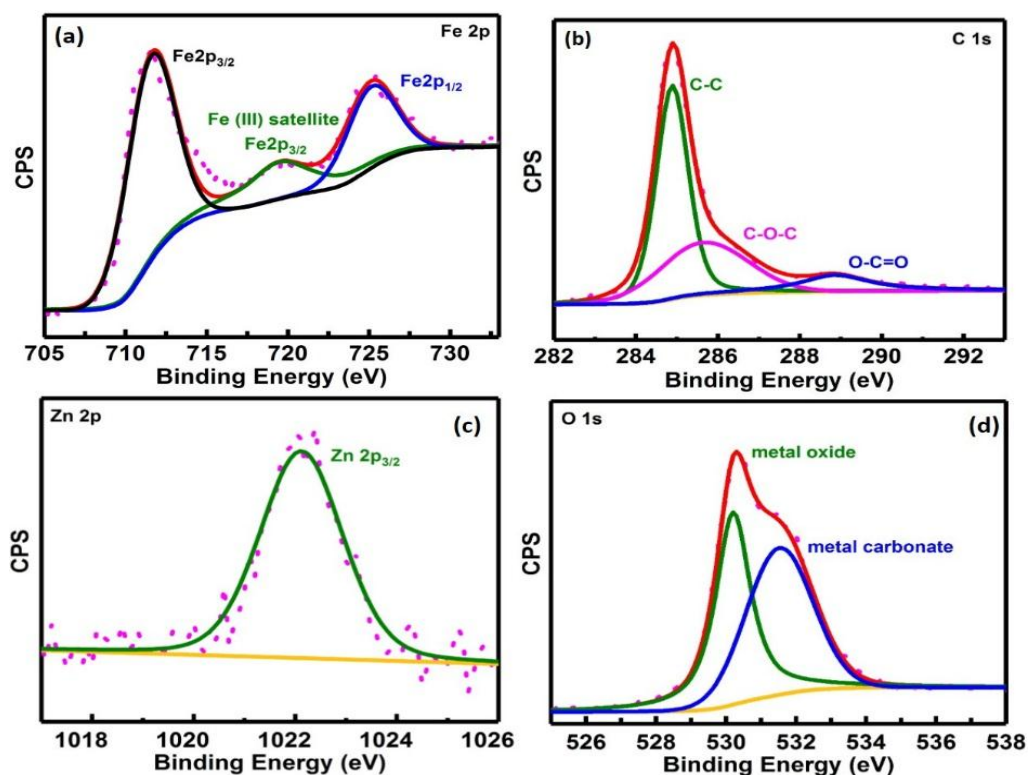 (a)
Fe 2p
Fe2p3/2
Fe2p1/2
Fe (III) satellite
Fe2p3/2
CPS
705 710 715 720 725 730
Binding Energy (eV)
(b)
C 1s
C-C
C-O-C
O-C=O
CPS
282 284 286 288 290 292
Binding Energy (eV)
Zn 2p
(c)
Zn 2p3/2
CPS
1018 1020 1022 1024 1026
Binding Energy (eV)
O 1s
(d)
metal oxide
metal carbonate
CPS
526 528 530 532 534 536 538
Binding Energy (eV)